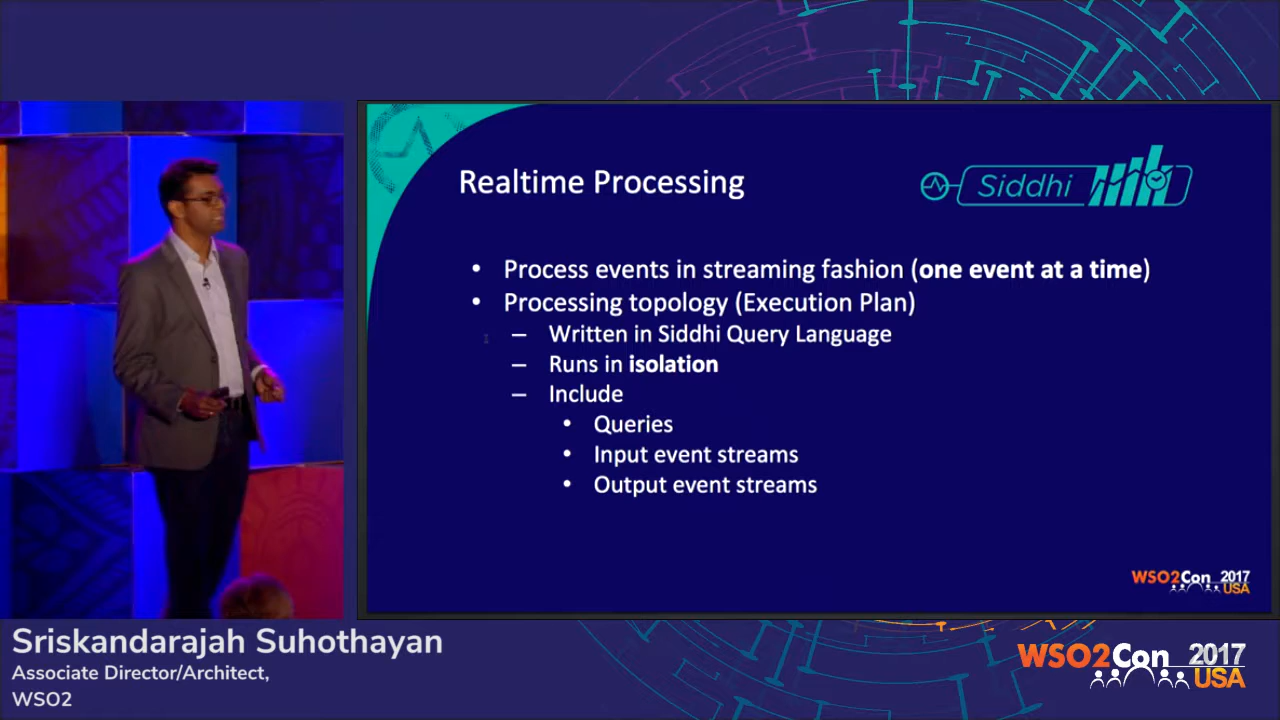 Realtime Processing
Siddhi
• Process events in streaming fashion (one event at a time)
• Processing topology (Execution Plan)
– Written in Siddhi Query Language
– Runs in isolation
– Include
• Queries
• Input event streams
• Output event streams
WSO2Con 2017
USA
Sriskandarajah Suhothayan
Associate Director/Architect,
WSO2
WSO2Con 2017
USA